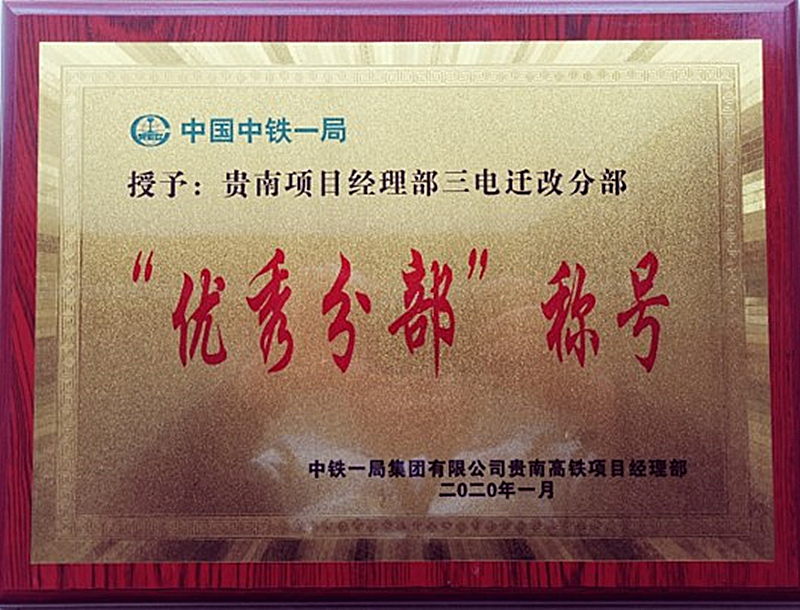 中国中铁一局
授予：贵南项目经理部三电迁改分部
“优秀分部”称号
中铁一局集团有限公司贵南高铁项目经理部
二〇二〇年一月